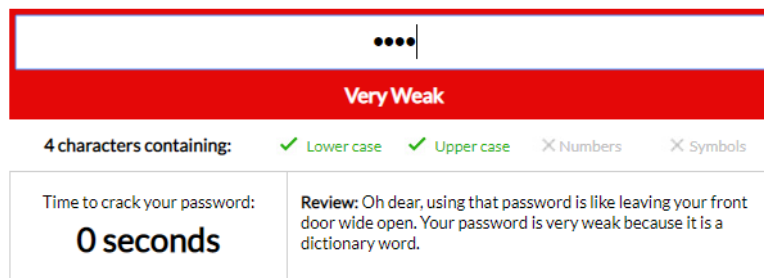 ••••
Very Weak
4 characters containing: Lower case Upper case Numbers Symbols
Time to crack your password:
0 seconds
Review: Oh dear, using that password is like leaving your front
door wide open. Your password is very weak because it is a
dictionary word.